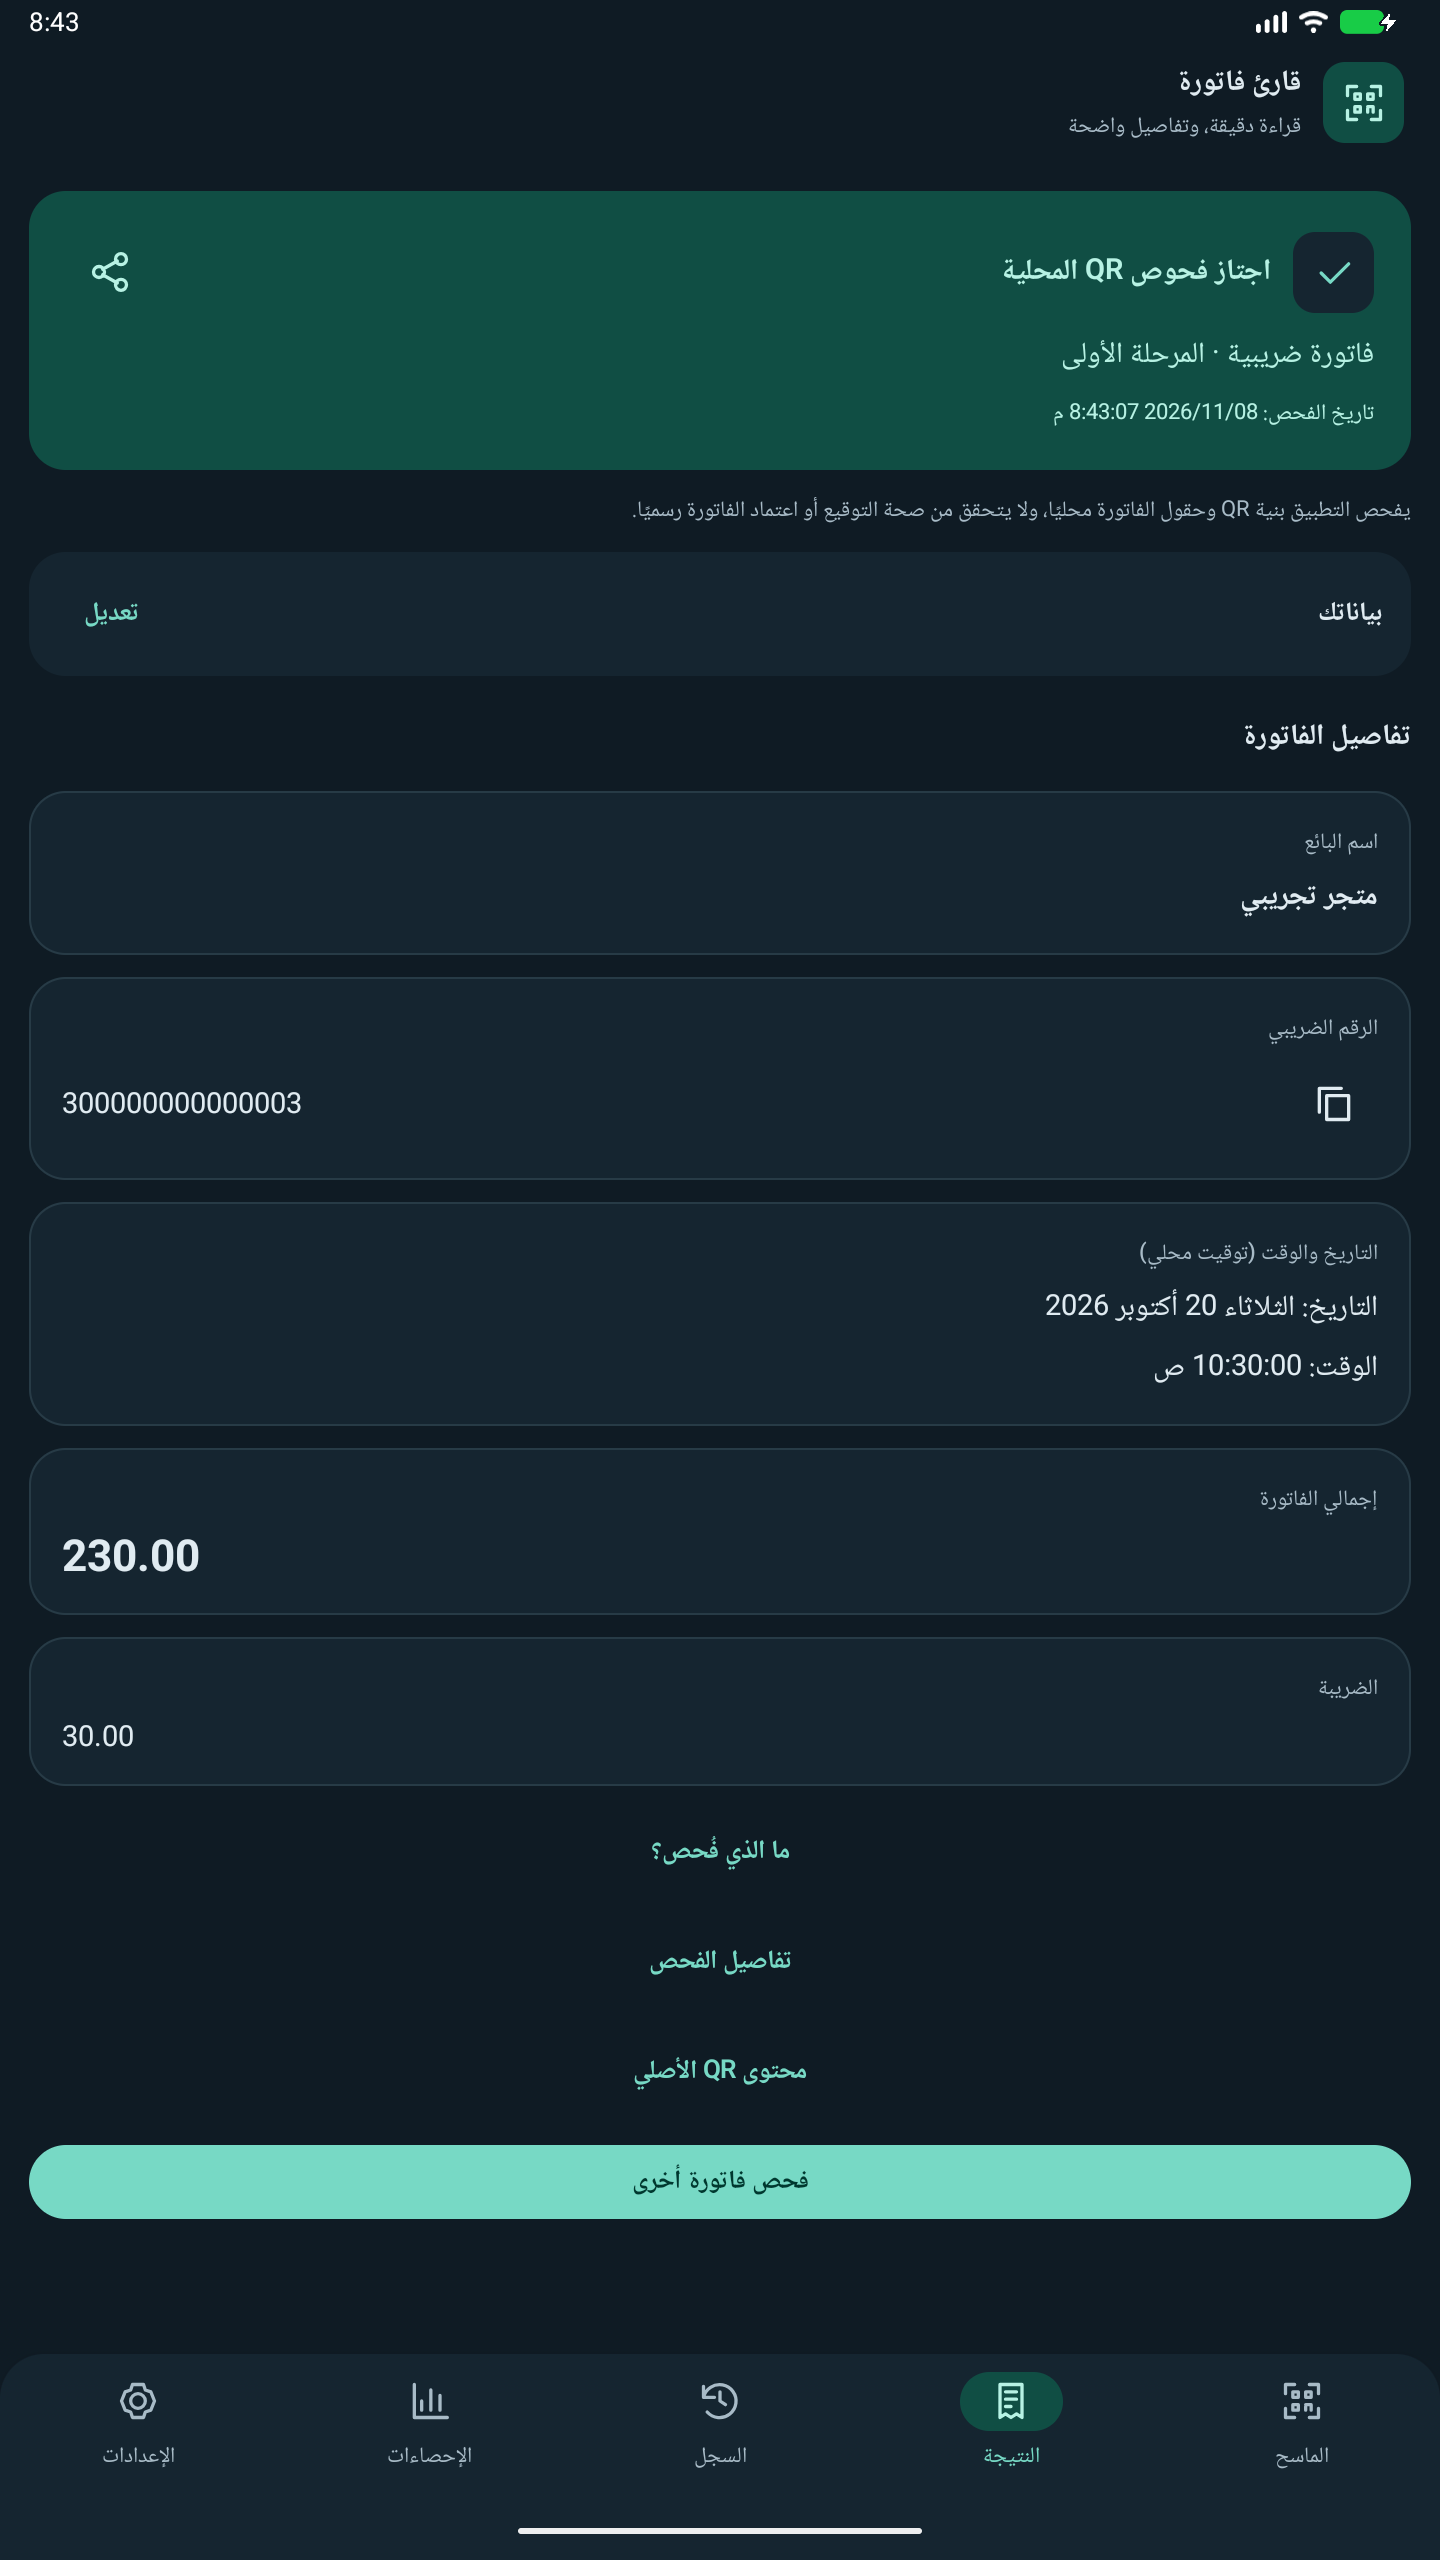 8:43
قارئ فاتورة
قراءة دقيقة، وتفاصيل واضحة
اجتاز فحوص QR المحلية
فاتورة ضريبية · المرحلة الأولى
تاريخ الفحص: 2026/11/08 8:43:07 م
يفحص التطبيق بنية QR وحقول الفاتورة محليًا، ولا يتحقق من صحة التوقيع أو اعتماد الفاتورة رسميًا.
بياناتك
تعديل
تفاصيل الفاتورة
اسم البائع
متجر تجريبي
الرقم الضريبي
300000000000003
التاريخ والوقت (توقيت محلي)
التاريخ: الثلاثاء 20 أكتوبر 2026
الوقت: 10:30:00 ص
إجمالي الفاتورة
230.00
الضريبة
30.00
ما الذي فُحص؟
تفاصيل الفحص
محتوى QR الأصلي
فحص فاتورة أخرى
الماسح
النتيجة
السجل
الإحصاءات
الإعدادات